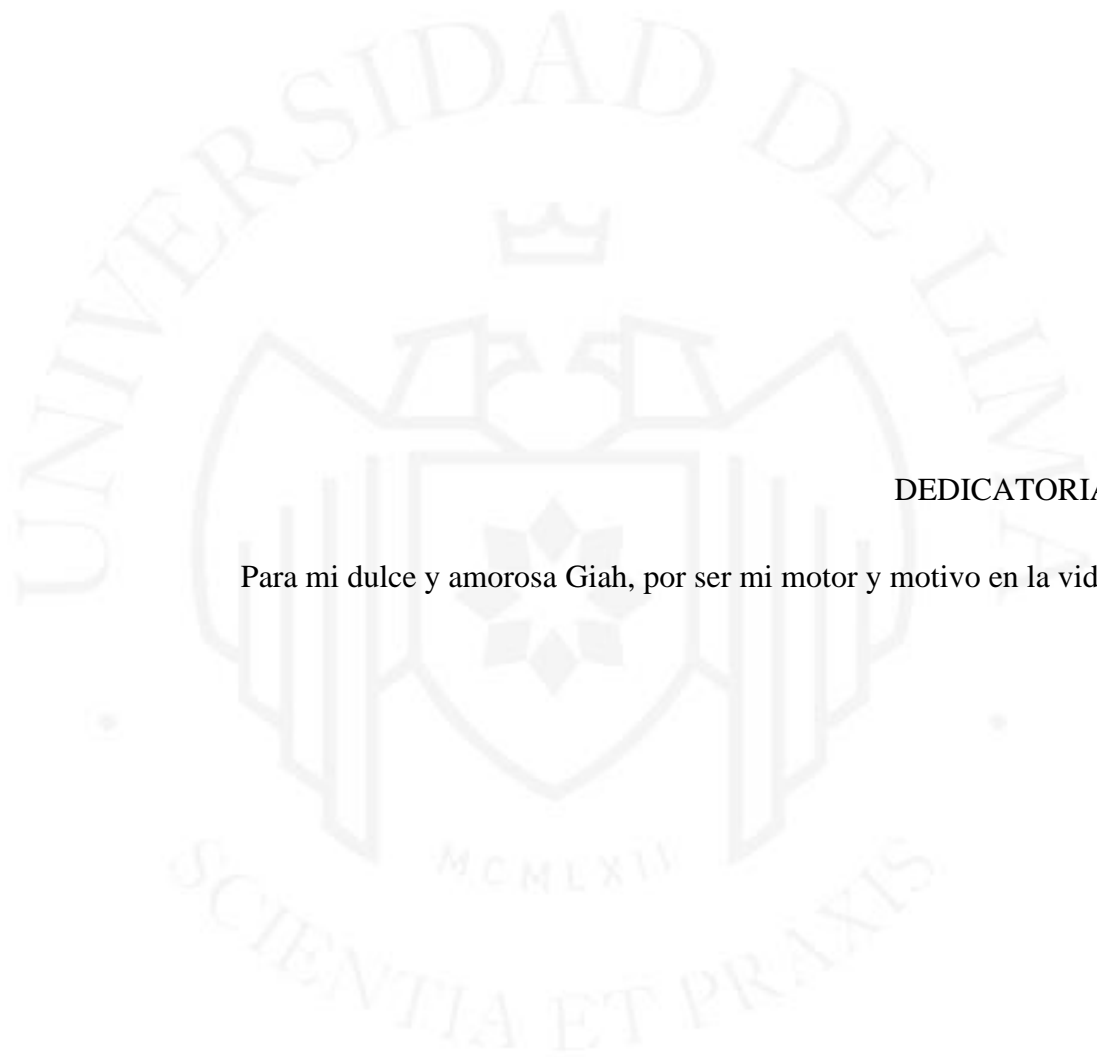 UNIVERSIDAD DE LIMA
DEDICATORIA
Para mi dulce y amorosa Giah, por ser mi motor y motivo en la vid
MCMLXII
SCIENTIA ET PRAXIS